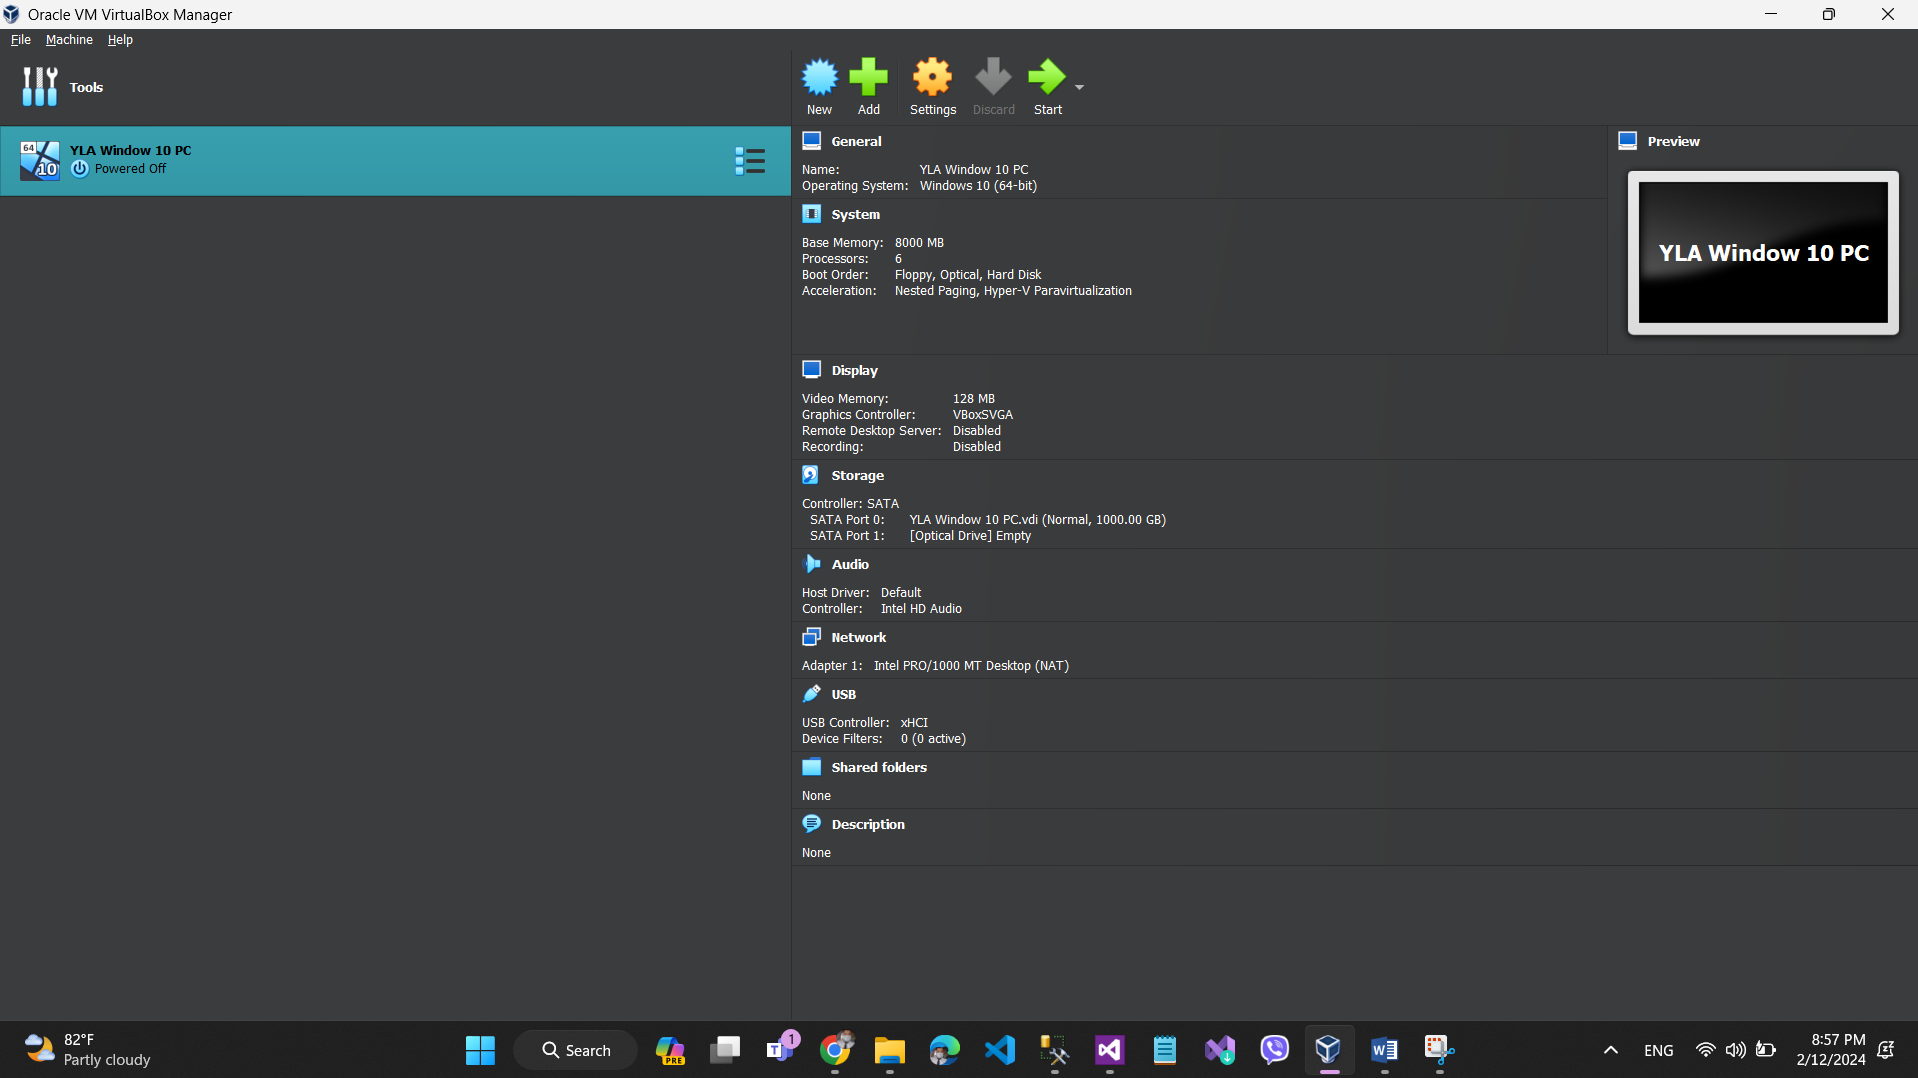 Oracle VM VirtualBox Manager
File Machine Help
Tools
New Add Settings Discard Start
64
10
YLA Window 10 PC
Powered Off
General
Name: YLA Window 10 PC
Operating System: Windows 10 (64-bit)
Preview
YLA Window 10 PC
System
Base Memory: 8000 MB
Processors: 6
Boot Order: Floppy, Optical, Hard Disk
Acceleration: Nested Paging, Hyper-V Paravirtualization
Display
Video Memory: 128 MB
Graphics Controller: VBoxSVGA
Remote Desktop Server: Disabled
Recording: Disabled
Storage
Controller: SATA
SATA Port 0: YLA Window 10 PC.vdi (Normal, 1000.00 GB)
SATA Port 1: [Optical Drive] Empty
Audio
Host Driver: Default
Controller: Intel HD Audio
Network
Adapter 1: Intel PRO/1000 MT Desktop (NAT)
USB
USB Controller: xHCI
Device Filters: 0 (0 active)
Shared folders
None
Description
None
82°F
Partly cloudy
Search
PRE
T
1
W
ENG
8:57 PM
2/12/2024